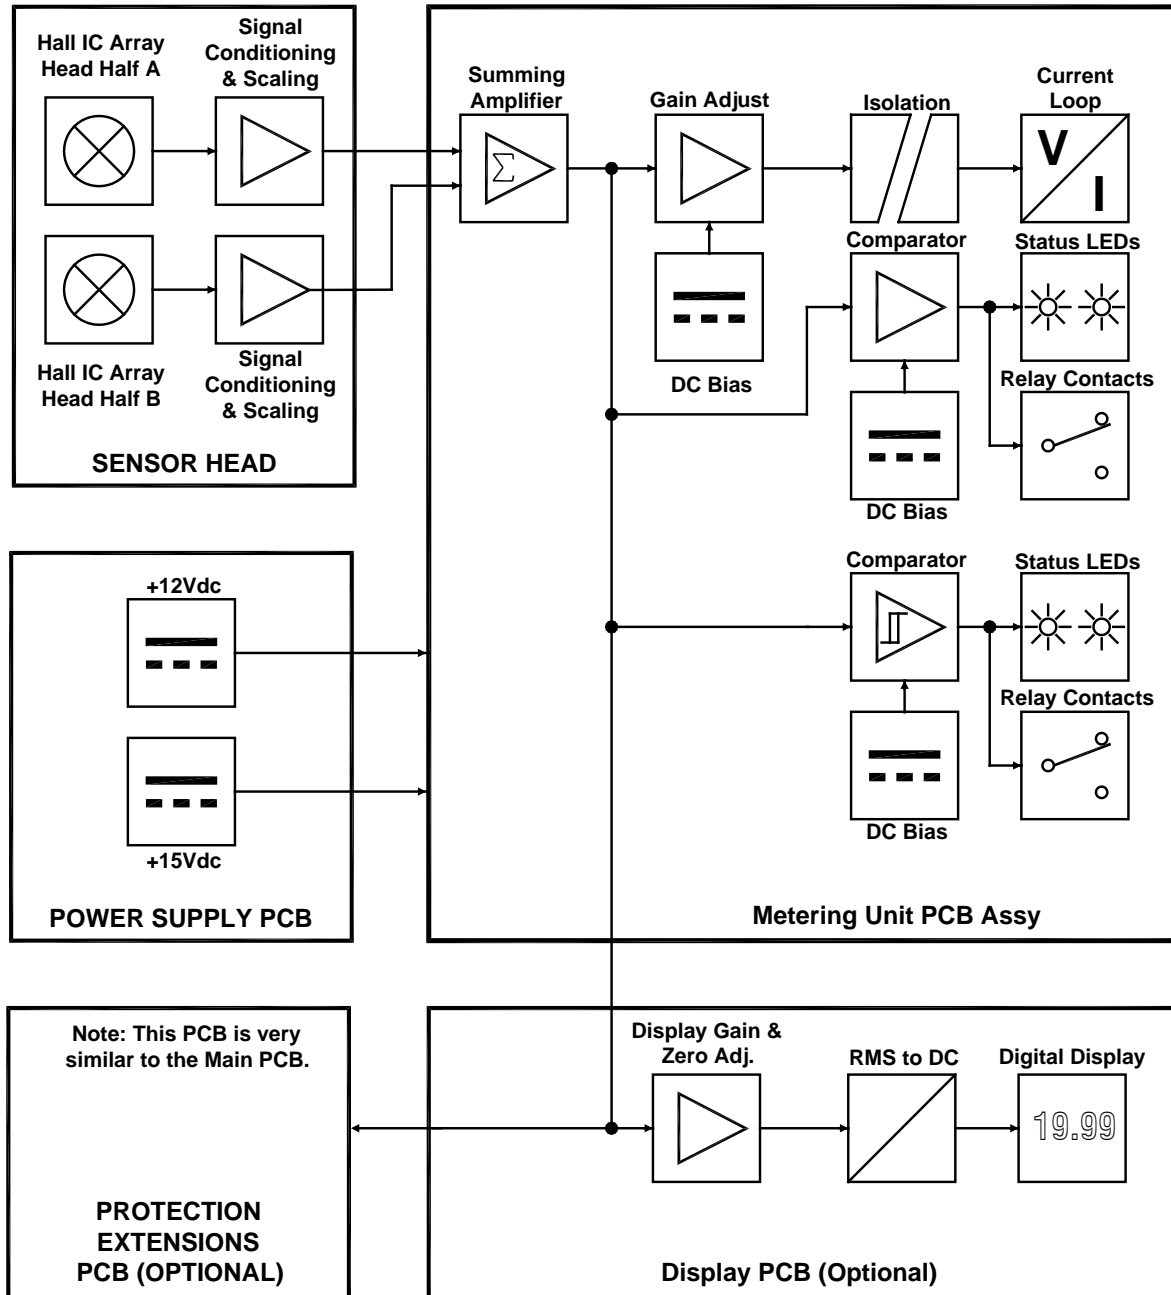 Hall IC Array
Head Half A
Signal
Conditioning
& Scaling
Hall IC Array
Head Half B
Signal
Conditioning
& Scaling
SENSOR HEAD
+12Vdc
+15Vdc
POWER SUPPLY PCB
Summing
Amplifier
Σ
Gain Adjust
DC Bias
Isolation
Current
Loop
V
I
Comparator
DC Bias
Status LEDs
Relay Contacts
Comparator
DC Bias
Status LEDs
Relay Contacts
Metering Unit PCB Assy
Note: This PCB is very
similar to the Main PCB.
PROTECTION
EXTENSIONS
PCB (OPTIONAL)
Display Gain &
Zero Adj.
RMS to DC
Digital Display
19.99
Display PCB (Optional)